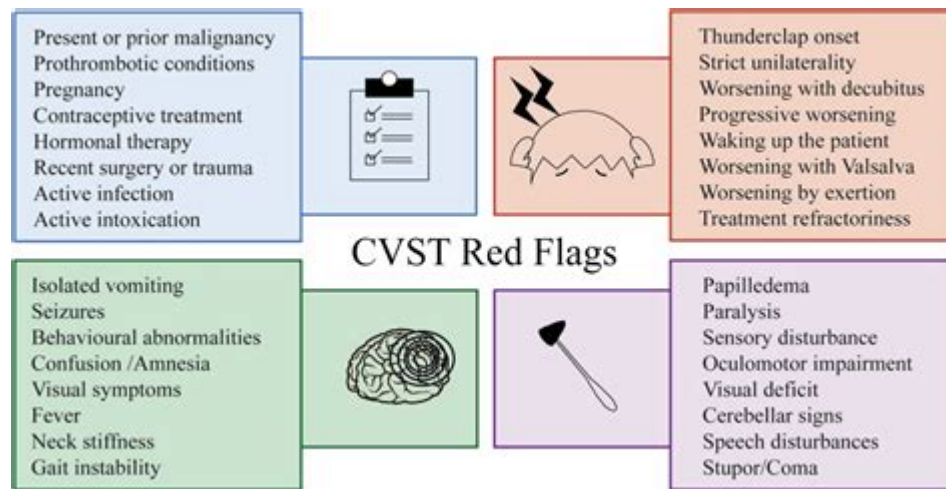 Present or prior malignancy
Prothrombotic conditions
Pregnancy
Contraceptive treatment
Hormonal therapy
Recent surgery or trauma
Active infection
Active intoxication
Thunderclap onset
Strict unilaterality
Worsening with decubitus
Progressive worsening
Waking up the patient
Worsening with Valsalva
Worsening by exertion
Treatment refractoriness
CVST Red Flags
Isolated vomiting
Seizures
Behavioural abnormalities
Confusion /Amnesia
Visual symptoms
Fever
Neck stiffness
Gait instability
Papilledema
Paralysis
Sensory disturbance
Oculomotor impairment
Visual deficit
Cerebellar signs
Speech disturbances
Stupor/Coma